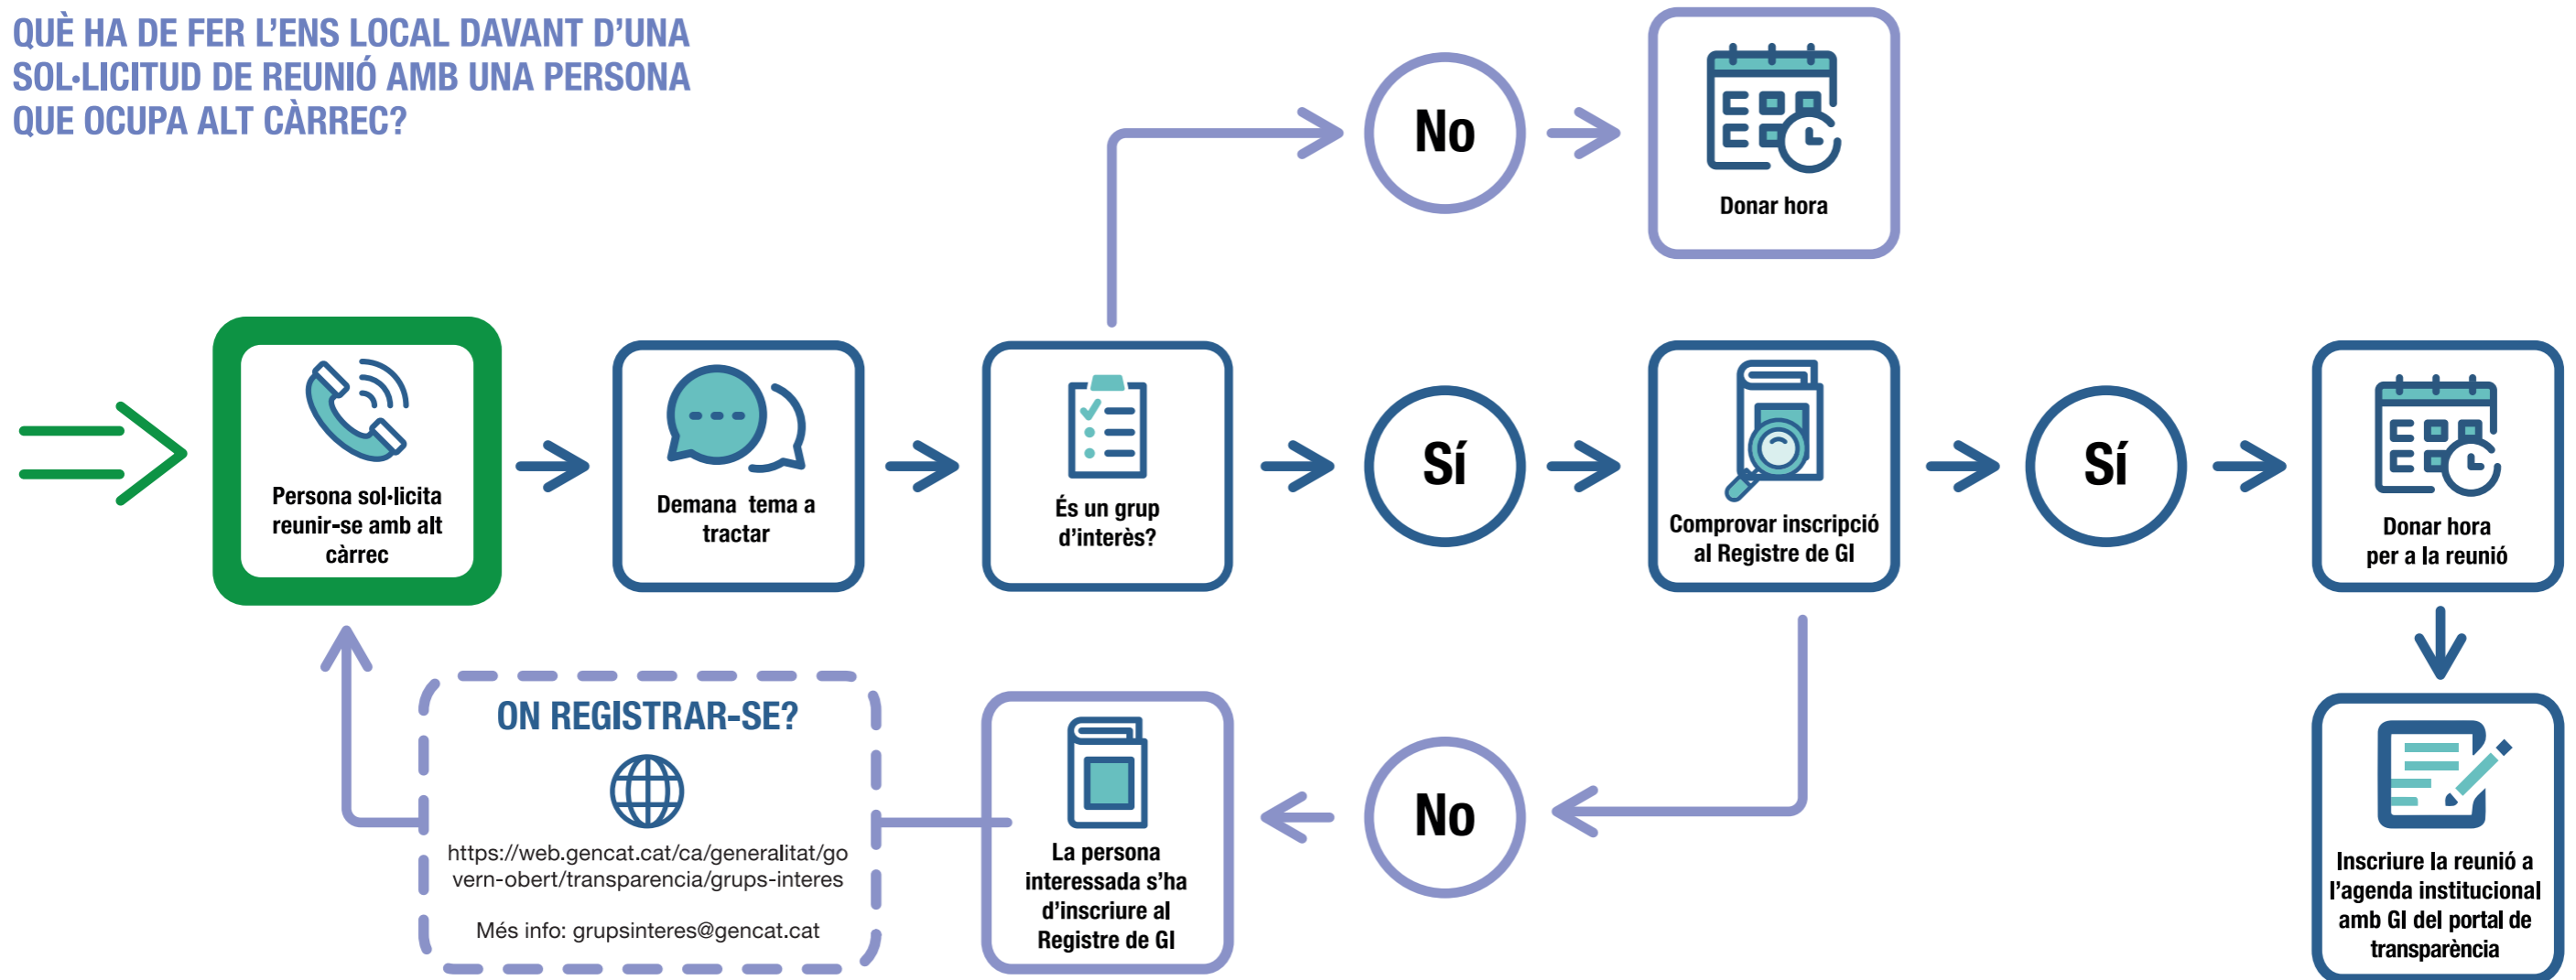 QUÈ HA DE FER L'ENS LOCAL DAVANT D'UNA
SOL·LICITUD DE REUNIÓ AMB UNA PERSONA
QUE OCUPA ALT CÀRREC?
No
Donar hora
Persona sol·licita
reunir-se amb alt
càrrec
Demana tema a
tractar
És un grup
d'interès?
Sí
Comprovar inscripció
al Registre de GI
Sí
Donar hora
per a la reunió
ON REGISTRAR-SE?
https://web.gencat.cat/ca/generalitat/go
vern-obert/transparencia/grups-interes
Més info: grupsinteres@gencat.cat
La persona
interessada s'ha
d'inscriure al
Registre de GI
No
Inscriure la reunió a
l'agenda institucional
amb GI del portal de
transparència